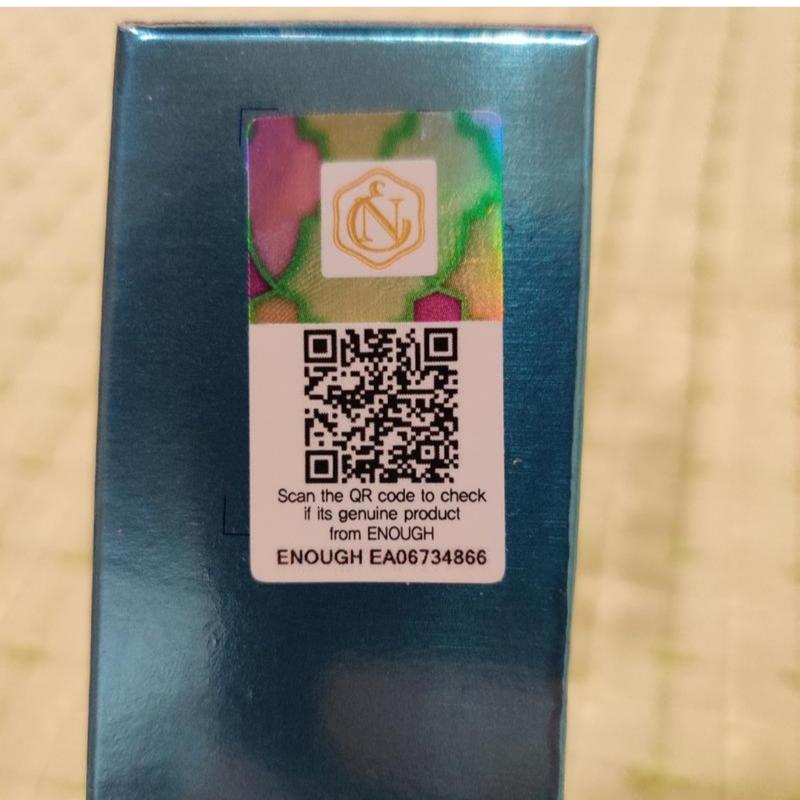 Scan the QR code to check
if its genuine product
from ENOUGH
ENOUGH EA06734866